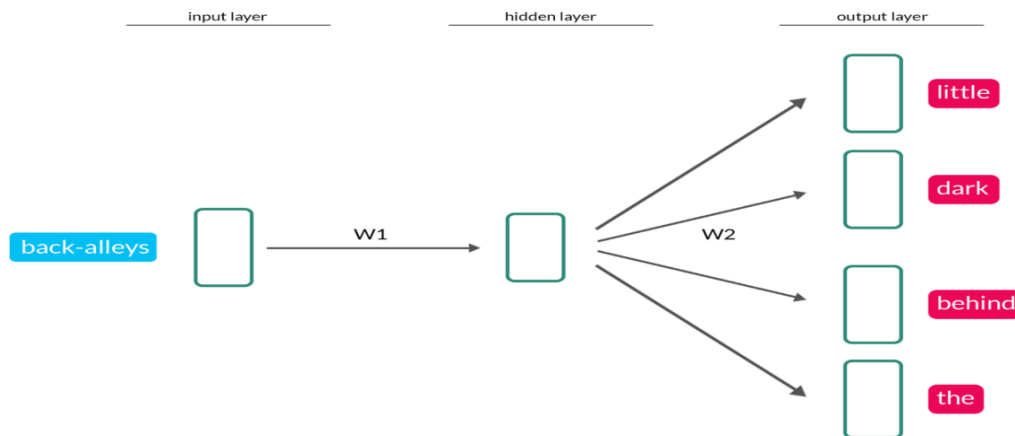 input layer
hidden layer
output layer
little
dark
back-alleys
W1
W2
behind
the